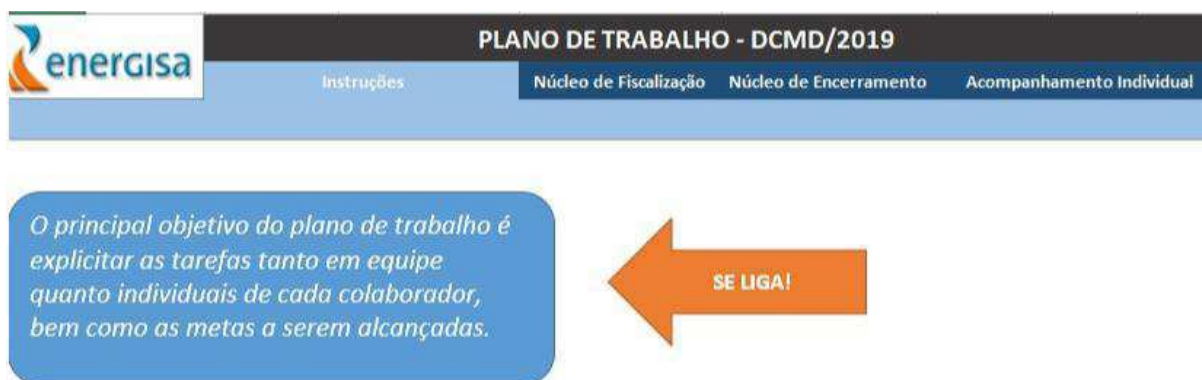 energisa
PLANO DE TRABALHO - DCMD/2019
Instruções Núcleo de Fiscalização Núcleo de Encerramento Acompanhamento Individual
O principal objetivo do plano de trabalho é
explicitar as tarefas tanto em equipe
quanto individuais de cada colaborador,
bem como as metas a serem alcançadas.
SE LIGA!